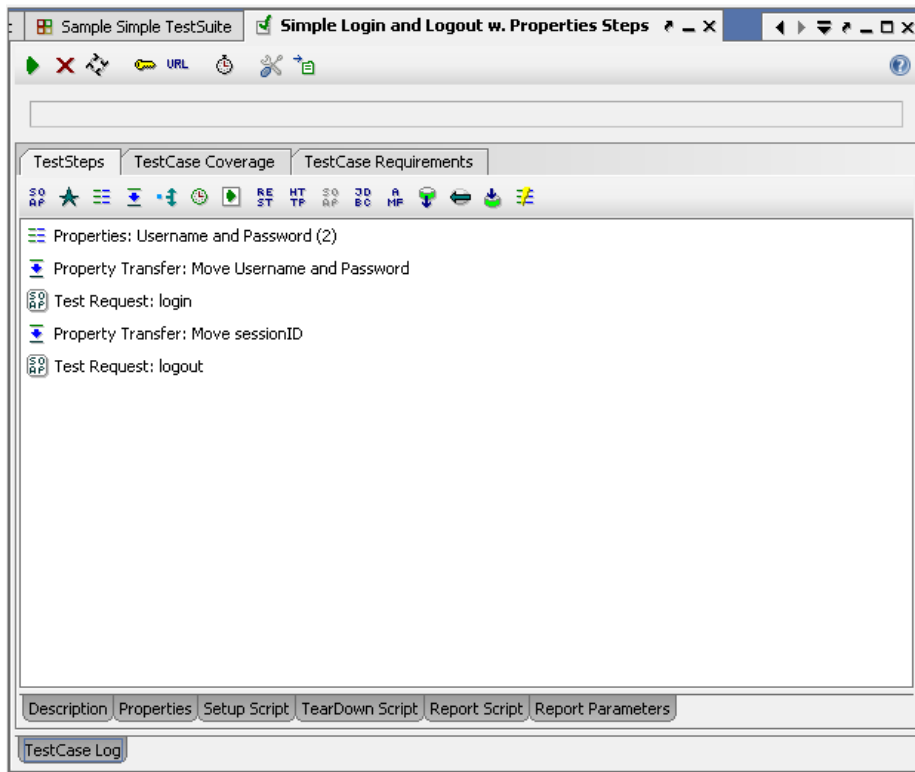 Sample Simple TestSuite
Simple Login and Logout w. Properties Steps
URL
TestSteps
TestCase Coverage
TestCase Requirements
SO AP
RE ST
HT TP
SO AP
JD BC
A MF
Properties: Username and Password (2)
Property Transfer: Move Username and Password
SO AP
Test Request: login
Property Transfer: Move sessionID
SO AP
Test Request: logout
Description
Properties
Setup Script
TearDown Script
Report Script
Report Parameters
TestCase Log